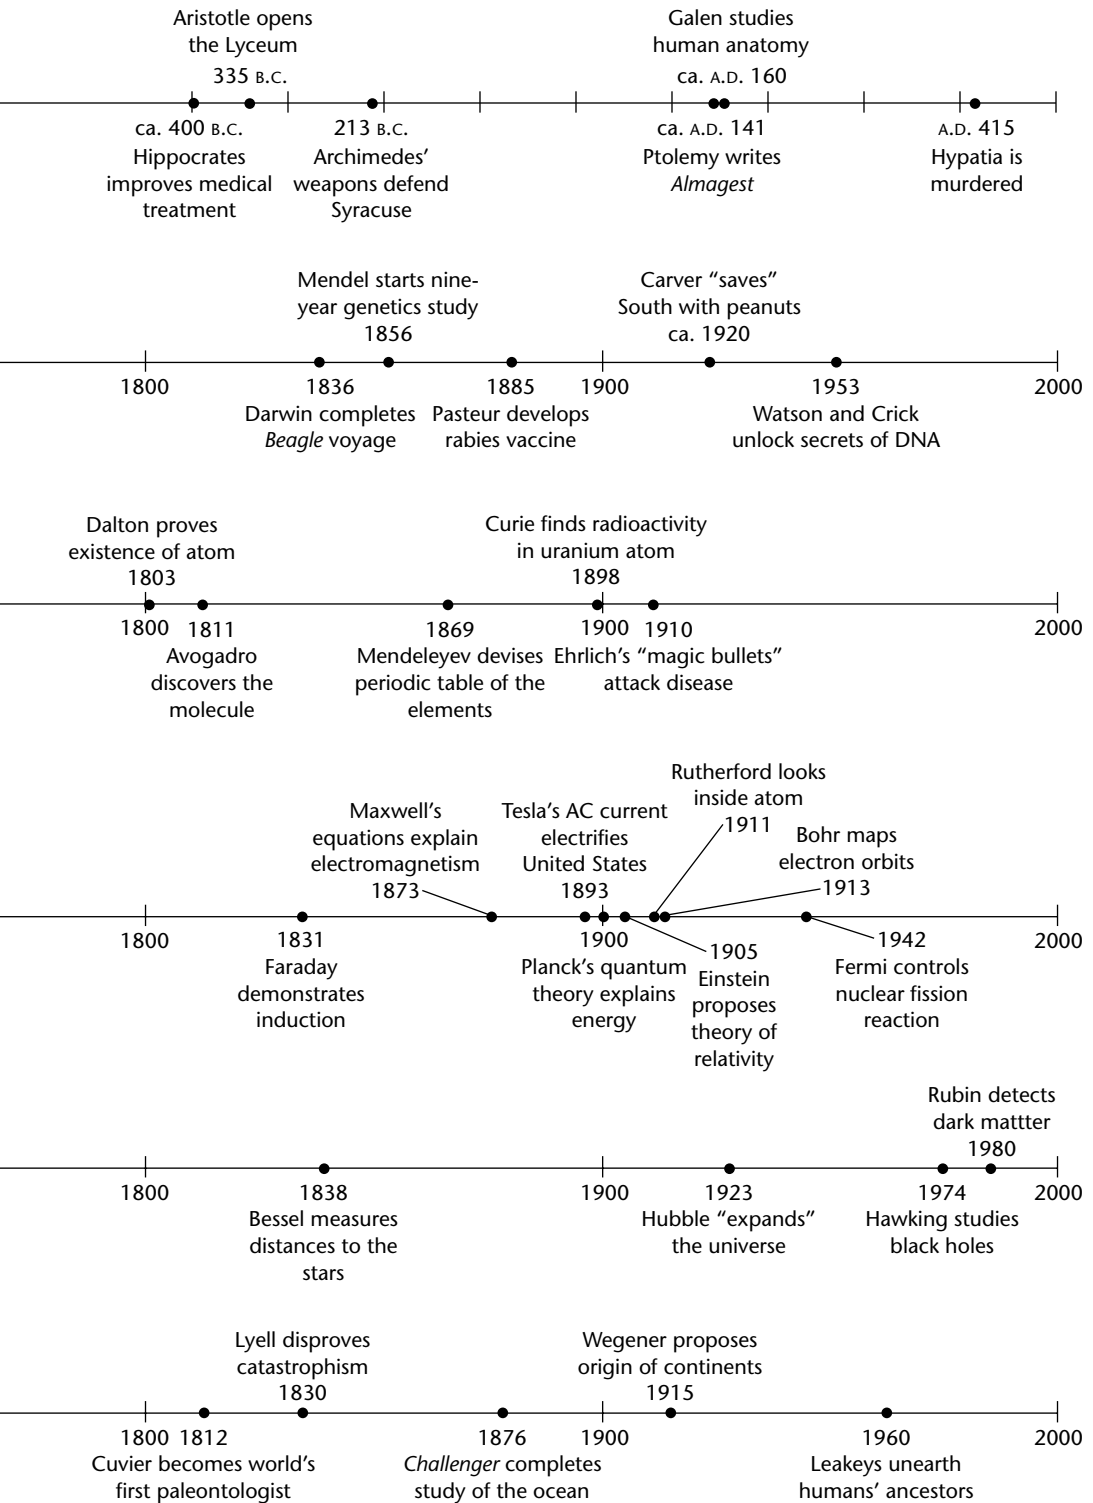 Aristotle opens
the Lyceum
335 B.C.
Galen studies
human anatomy
ca. A.D. 160
ca. 400 B.C.
Hippocrates
improves medical
treatment
213 B.C.
Archimedes’
weapons defend
Syracuse
ca. A.D. 141
Ptolemy writes
Almagest
A.D. 415
Hypatia is
murdered
Mendel starts nine-
year genetics study
1856
Carver “saves”
South with peanuts
ca. 1920
1800
1836
Darwin completes
Beagle voyage
1885
Pasteur develops
rabies vaccine
1900
1953
Watson and Crick
unlock secrets of DNA
2000
Dalton proves
existence of atom
1803
Curie finds radioactivity
in uranium atom
1898
1800
1811
Avogadro
discovers the
molecule
1869
Mendeleyev devises
periodic table of the
elements
1900
1910
Ehrlich’s “magic bullets”
attack disease
2000
Maxwell’s
equations explain
electromagnetism
1873
Tesla’s AC current
electrifies
United States
1893
Rutherford looks
inside atom
1911
Bohr maps
electron orbits
1913
1800
1831
Faraday
demonstrates
induction
1900
Planck’s quantum
theory explains
energy
1905
Einstein
proposes
theory of
relativity
1942
Fermi controls
nuclear fission
reaction
2000
Rubin detects
dark mattter
1980
1800
1838
Bessel measures
distances to the
stars
1900
1923
Hubble “expands”
the universe
1974
Hawking studies
black holes
2000
Lyell disproves
catastrophism
1830
Wegener proposes
origin of continents
1915
1800
1812
Cuvier becomes world’s
first paleontologist
1876
Challenger completes
study of the ocean
1900
1960
Leakeys unearth
humans’ ancestors
2000